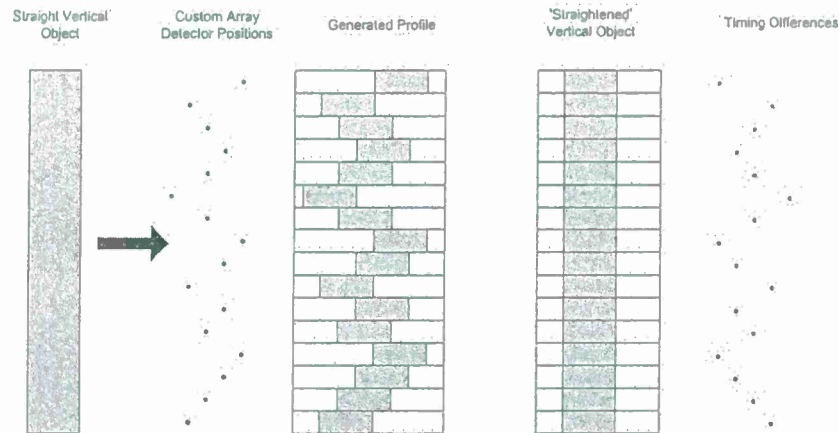 Straight Vertical
Object
Custom Array
Detector Positions
Generated Profile
'Straightened'
Vertical Object
Timing Differences